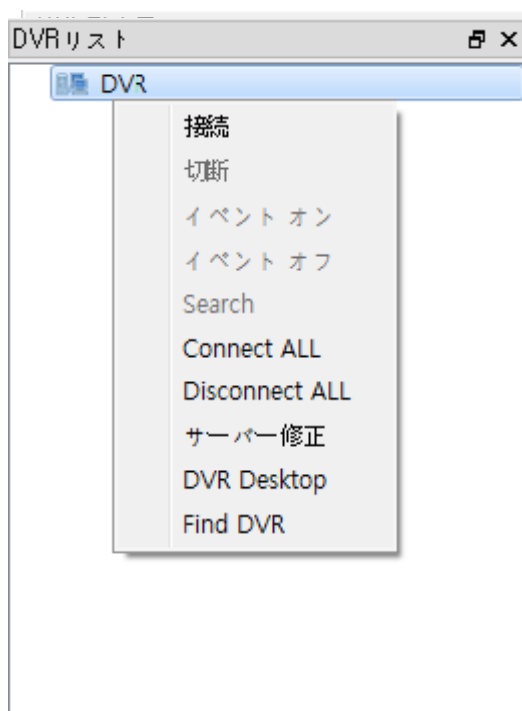 DVRリスト
DVR
接続
切断
イベント オン
イベント オフ
Search
Connect ALL
Disconnect ALL
サーバー修正
DVR Desktop
Find DVR